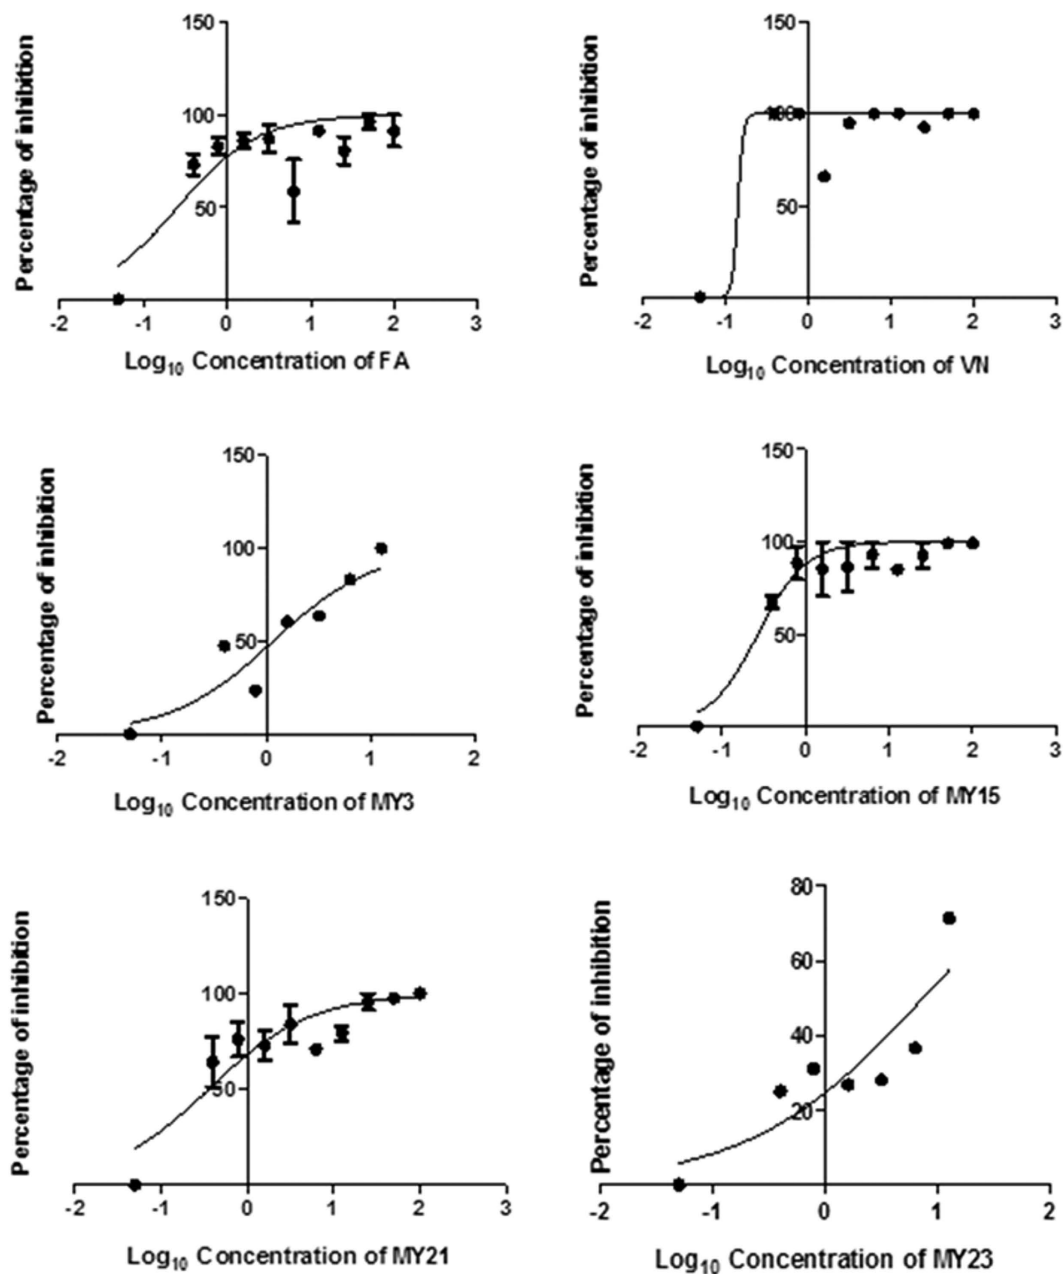 150
100
50
-2 -1 0 1 2 3
Percentage of inhibition
Log10 Concentration of FA
150
100
50
-2 -1 0 1 2 3
Percentage of inhibition
Log10 Concentration of VN
150
100
50
-2 -1 0 1 2
Percentage of inhibition
Log10 Concentration of MY3
150
100
50
-2 -1 0 1 2 3
Percentage of inhibition
Log10 Concentration of MY15
150
100
50
-2 -1 0 1 2 3
Percentage of inhibition
Log10 Concentration of MY21
80
60
40
20
-2 -1 0 1 2
Percentage of inhibition
Log10 Concentration of MY23